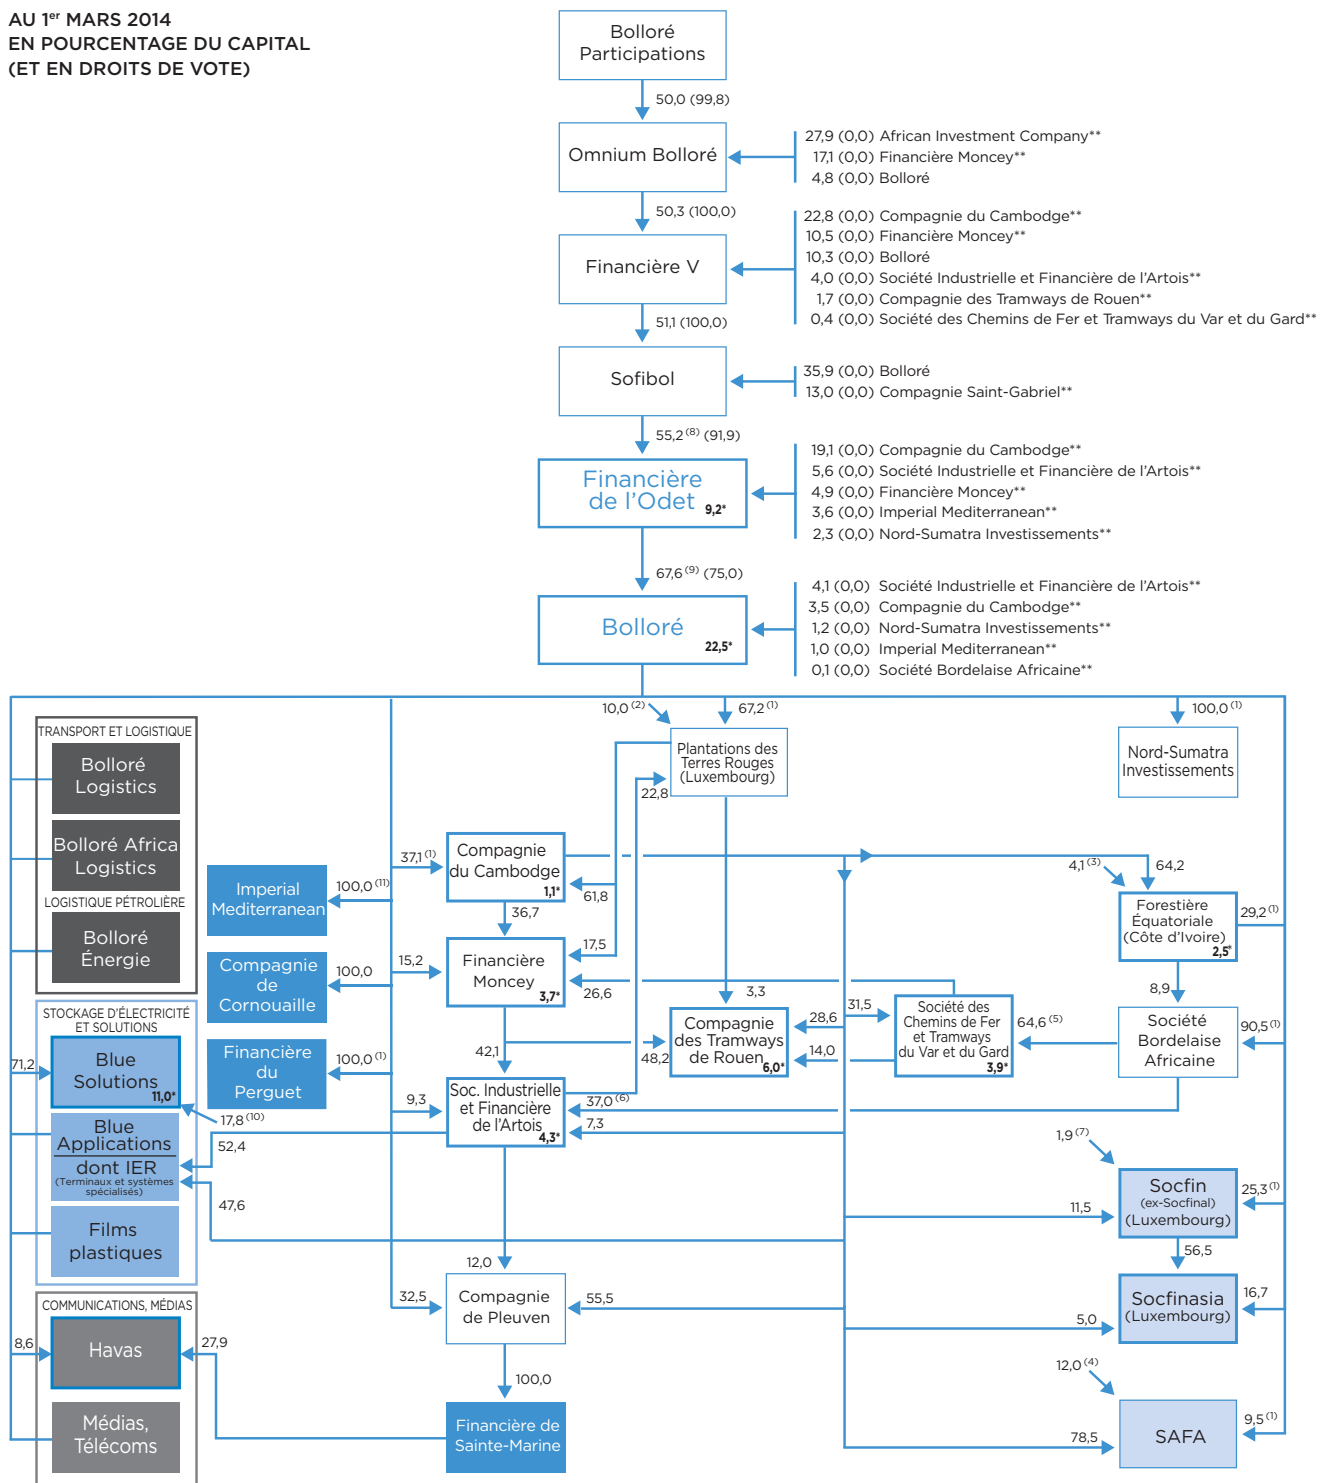 AU 1er MARS 2014
EN POURCENTAGE DU CAPITAL
(ET EN DROITS DE VOTE)
Bolloré
Participations
50,0 (99,8)
Omnium Bolloré
27,9 (0,0) African Investment Company**
17,1 (0,0) Financière Moncey**
4,8 (0,0) Bolloré
50,3 (100,0)
Financière V
22,8 (0,0) Compagnie du Cambodge**
10,5 (0,0) Financière Moncey**
10,3 (0,0) Bolloré
4,0 (0,0) Société Industrielle et Financière de l'Artois**
1,7 (0,0) Compagnie des Tramways de Rouen**
0,4 (0,0) Société des Chemins de Fer et Tramways du Var et du Gard**
51,1 (100,0)
Sofibol
35,9 (0,0) Bolloré
13,0 (0,0) Compagnie Saint-Gabriel**
55,2 (8) (91,9)
Financière
de l'Odet
9,2*
19,1 (0,0) Compagnie du Cambodge**
5,6 (0,0) Société Industrielle et Financière de l'Artois**
4,9 (0,0) Financière Moncey**
3,6 (0,0) Imperial Mediterranean**
2,3 (0,0) Nord-Sumatra Investissements**
67,6 (9) (75,0)
Bolloré
22,5*
4,1 (0,0) Société Industrielle et Financière de l'Artois**
3,5 (0,0) Compagnie du Cambodge**
1,2 (0,0) Nord-Sumatra Investissements**
1,0 (0,0) Imperial Mediterranean**
0,1 (0,0) Société Bordelaise Africaine**
10,0 (2)
67,2 (1)
100,0 (1)
TRANSPORT ET LOGISTIQUE
Bolloré
Logistics
Bolloré Africa
Logistics
LOGISTIQUE PÉTROLIÈRE
Bolloré
Énergie
STOCKAGE D'ÉLECTRICITÉ
ET SOLUTIONS
71,2
Blue
Solutions
11,0*
17,8 (10)
Blue
Applications
dont IER
(Terminaux et systèmes
spécialisés)
52,4
47,6
Films
plastiques
COMMUNICATIONS, MÉDIAS
8,6
Havas
27,9
Médias,
Télécoms
Imperial
Mediterranean
100,0 (11)
Compagnie
de
Cornouaille
100,0
Financière
du
Perguet
100,0 (1)
Plantations des
Terres Rouges
(Luxembourg)
22,8
Nord-Sumatra
Investissements
37,1 (1)
Compagnie
du Cambodge
1,1*
61,8
36,7
15,2
Financière
Moncey
3,7*
17,5
26,6
42,1
48,2
3,3
Compagnie
des Tramways
de Rouen
6,0*
28,6
14,0
31,5
Société des
Chemins de Fer
et Tramways
du Var et du Gard
3,9*
64,6 (5)
4,1 (3)
64,2
Forestière
Équatoriale
(Côte d'Ivoire)
2,5*
29,2 (1)
8,9
Société
Bordelaise
Africaine
90,5 (1)
9,3
Soc. Industrielle
et Financière
de l'Artois
4,3*
37,0 (6)
7,3
12,0
32,5
Compagnie
de Pleuven
55,5
100,0
Financière de
Sainte-Marine
1,9 (7)
11,5
Socfin
(ex-Socfinal)
(Luxembourg)
25,3 (1)
56,5
5,0
Socfinasia
(Luxembourg)
16,7
12,0 (4)
78,5
SAFA
9,5 (1)